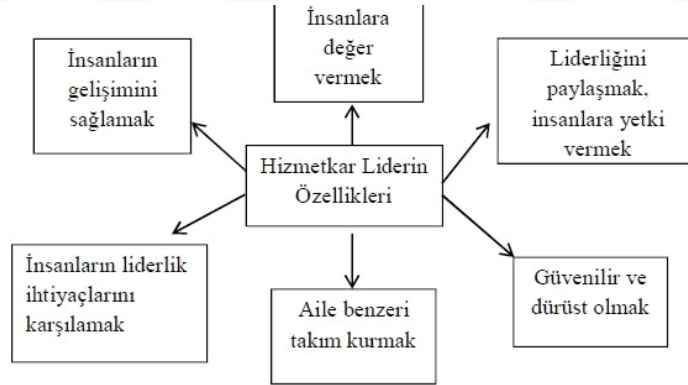 İnsanlara
değer
vermek
İnsanların
gelişimini
sağlamak
Liderliğini
paylaşmak,
insanlara yetki
vermek
Hizmetkar Liderin
Özellikleri
İnsanların liderlik
ihtiyaçlarını
karşılamak
Aile benzeri
takım kurmak
Güvenilir ve
dürüst olmak